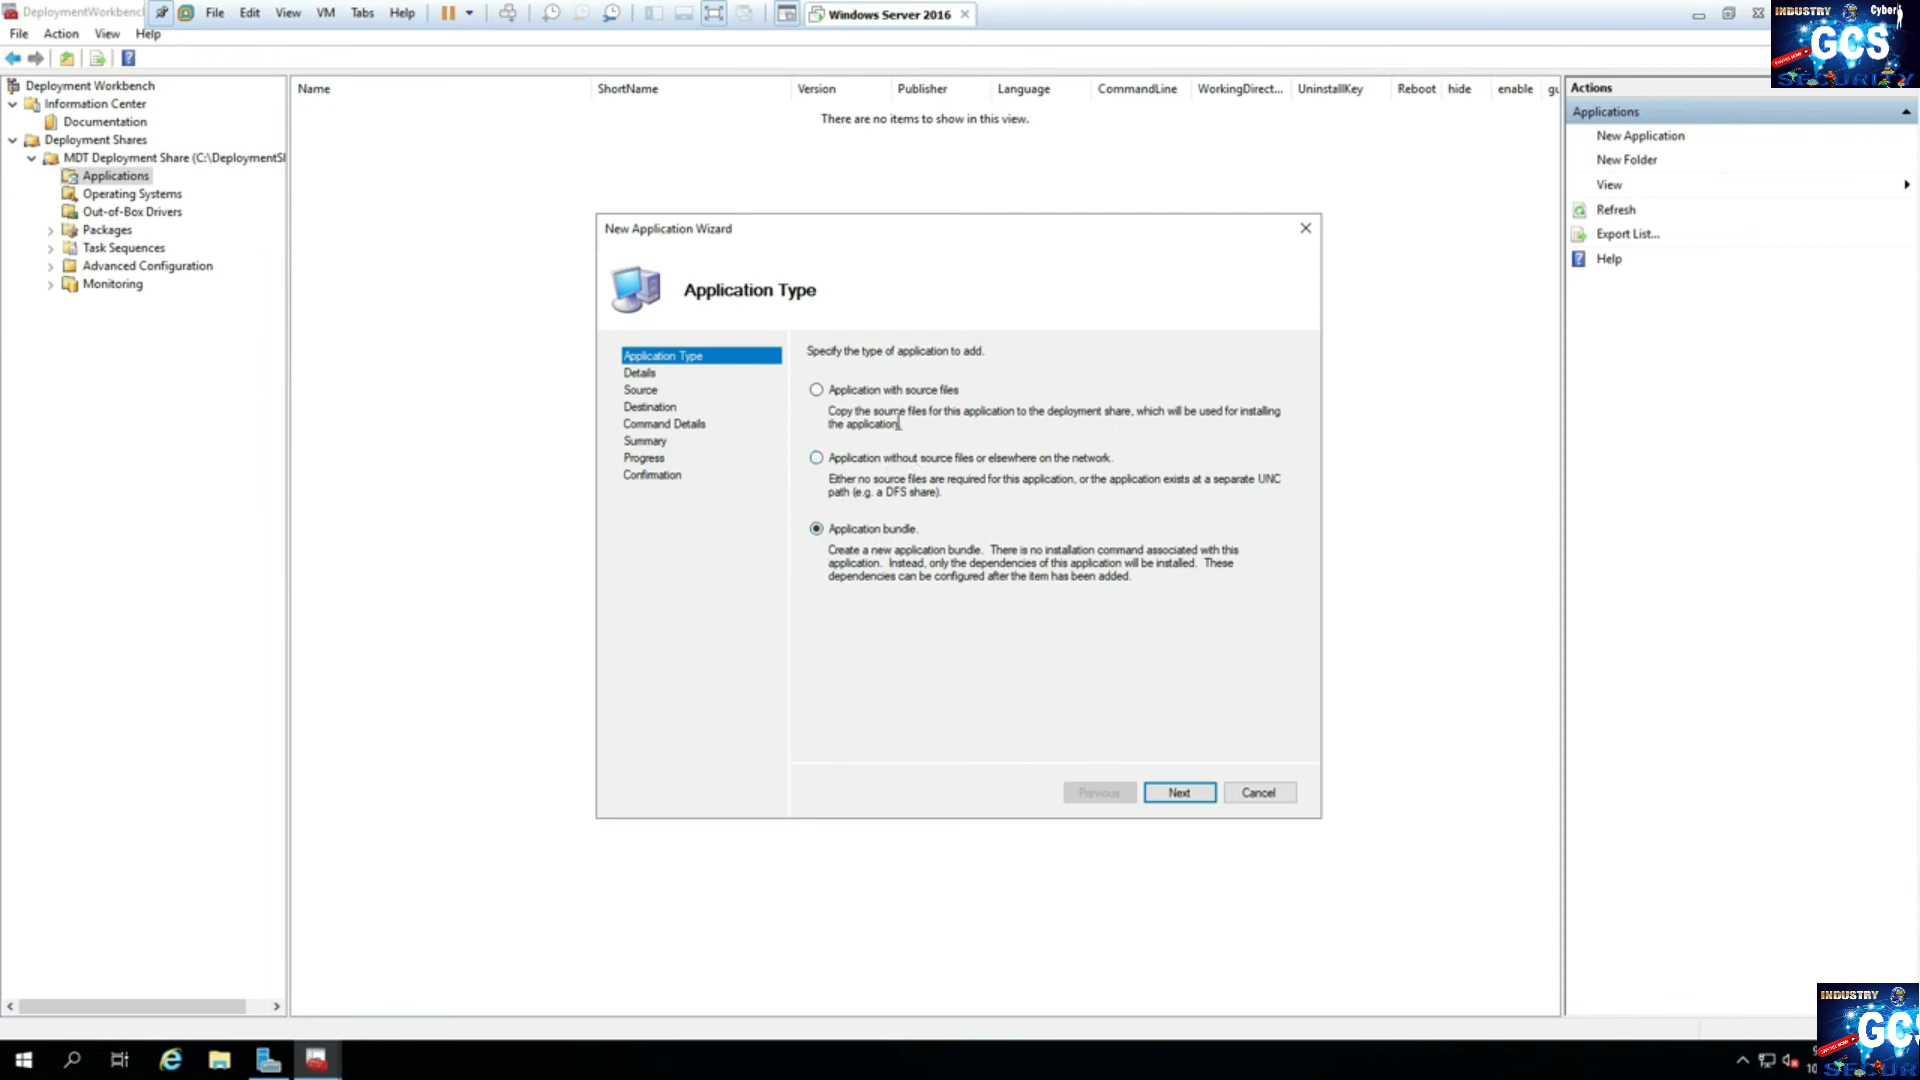 DeploymentWorkbench
File Edit View VM Tabs Help
Windows Server 2016
File Action View Help
Deployment Workbench
Information Center
Documentation
Deployment Shares
MDT Deployment Share (C:\DeploymentSl
Applications
Operating Systems
Out-of-Box Drivers
Packages
Task Sequences
Advanced Configuration
Monitoring
Name ShortName Version Publisher Language CommandLine WorkingDirect... UninstallKey Reboot hide enable gu
There are no items to show in this view.
New Application Wizard
Application Type
Application Type
Details
Source
Destination
Command Details
Summary
Progress
Confirmation
Specify the type of application to add.
Application with source files
Copy the source files for this application to the deployment share, which will be used for installing
the application.
Application without source files or elsewhere on the network.
Either no source files are required for this application, or the application exists at a separate UNC
path (e.g. a DFS share).
Application bundle.
Create a new application bundle. There is no installation command associated with this
application. Instead, only the dependencies of this application will be installed. These
dependencies can be configured after the item has been added.
Previous Next Cancel
Actions
Applications
New Application
New Folder
View
Refresh
Export List...
Help
INDUSTRY Cyber
GCS
SECURITY
INDUSTRY
GCS
SECUR